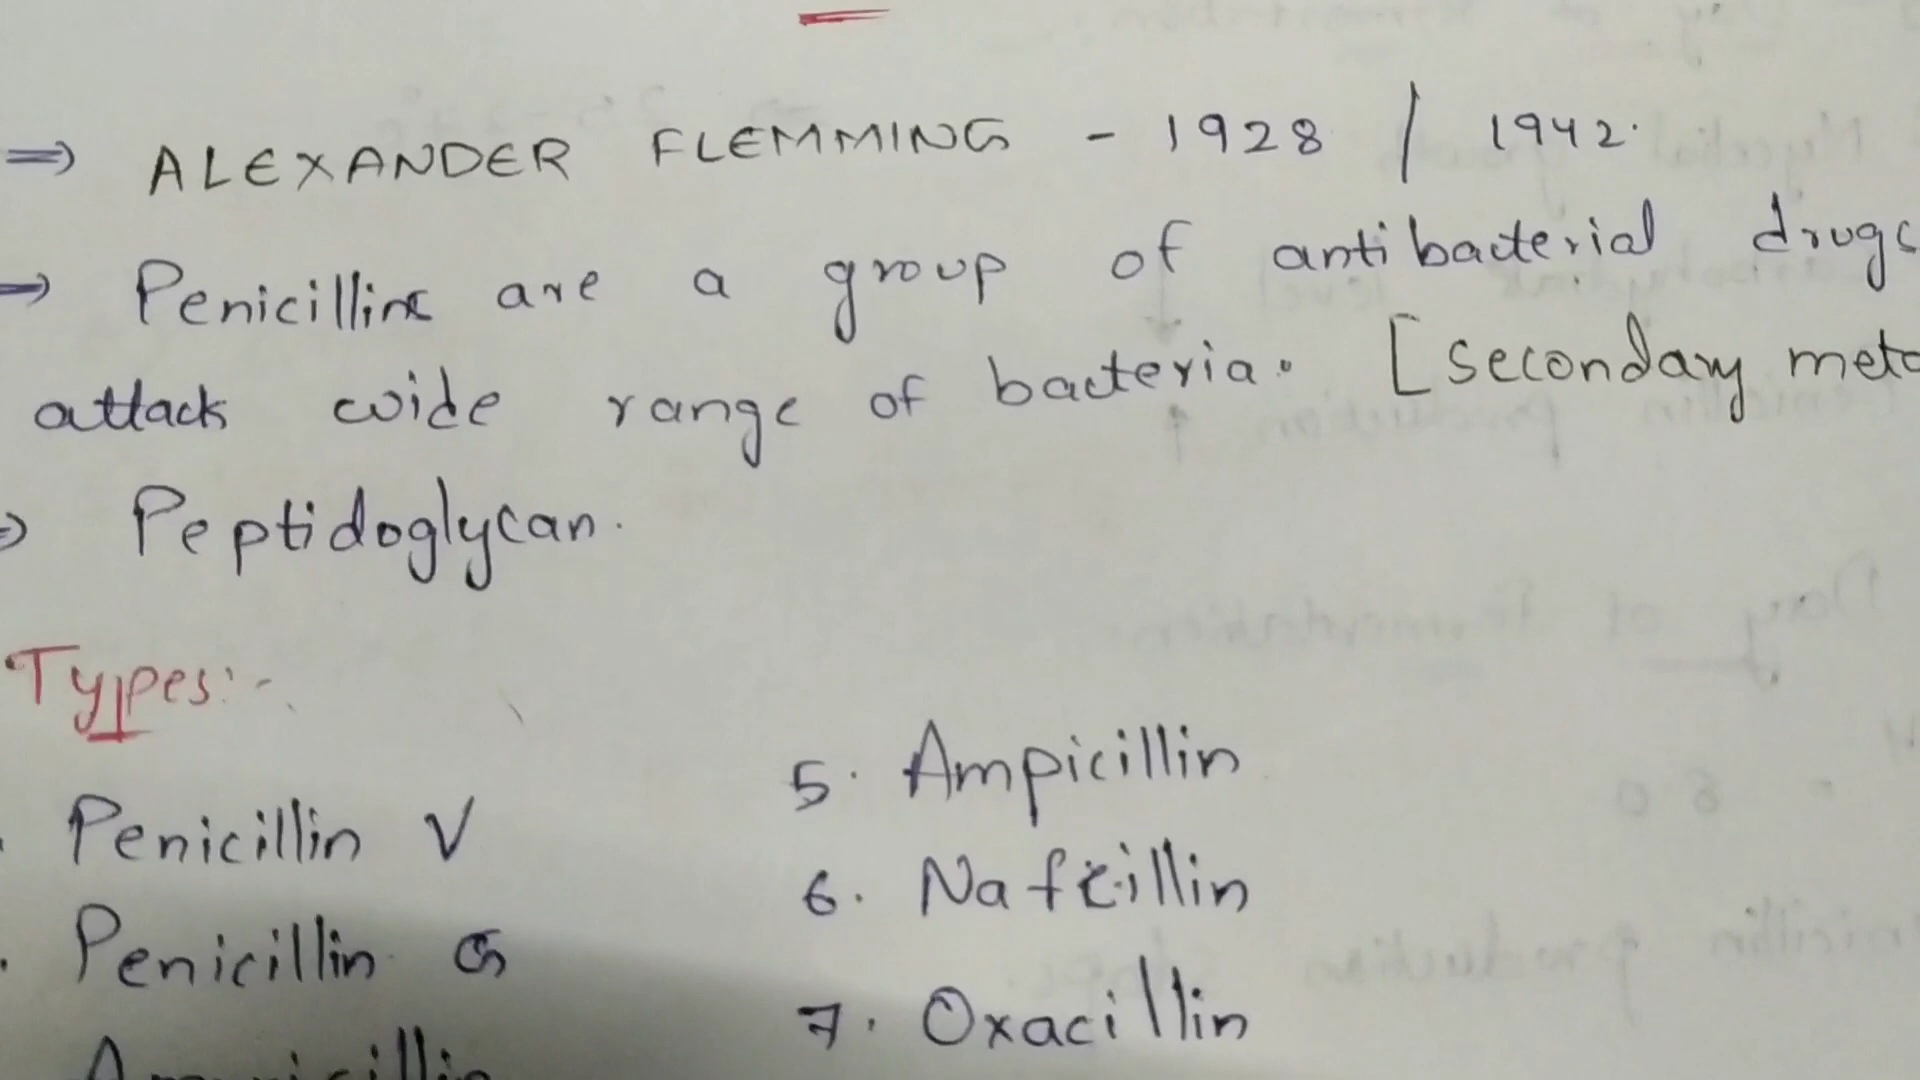 ⇒ ALEXANDER FLEMMING - 1928 / 1942.
⇒ Penicillins are a group of antibacterial drugs
attack wide range of bacteria. [secondary meta
⇒ Peptidoglycan.
Types:-
Penicillin V
Penicillin G
5. Ampicillin
6. Nafcillin
7. Oxacillin